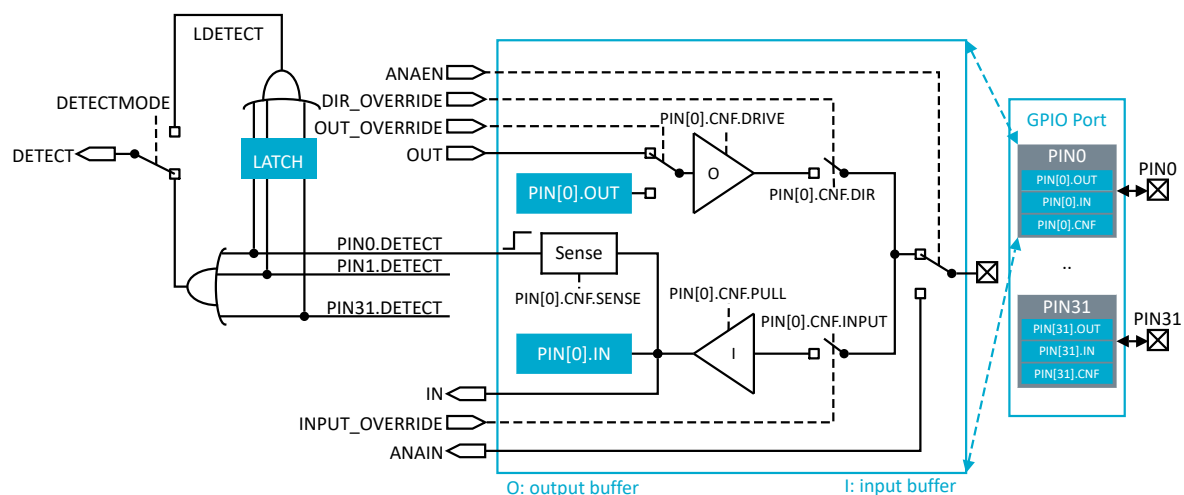 LDETECT
ANAEN
DETECTMODE
DIR_OVERRIDE
OUT_OVERRIDE
PIN[0].CNF.DRIVE
GPIO Port
DETECT
OUT
LATCH
O
PIN0
PIN[0].OUT
PIN[0].IN
PIN[0].CNF
PIN0
PIN[0].OUT
PIN[0].CNF.DIR
PIN0.DETECT
Sense
PIN1.DETECT
..
PIN[0].CNF.SENSE
PIN[0].CNF.PULL
PIN31.DETECT
PIN31
PIN[31].OUT
PIN[31].IN
PIN[31].CNF
PIN31
PIN[0].CNF.INPUT
PIN[0].IN
I
IN
INPUT_OVERRIDE
ANAIN
O: output buffer
I: input buffer